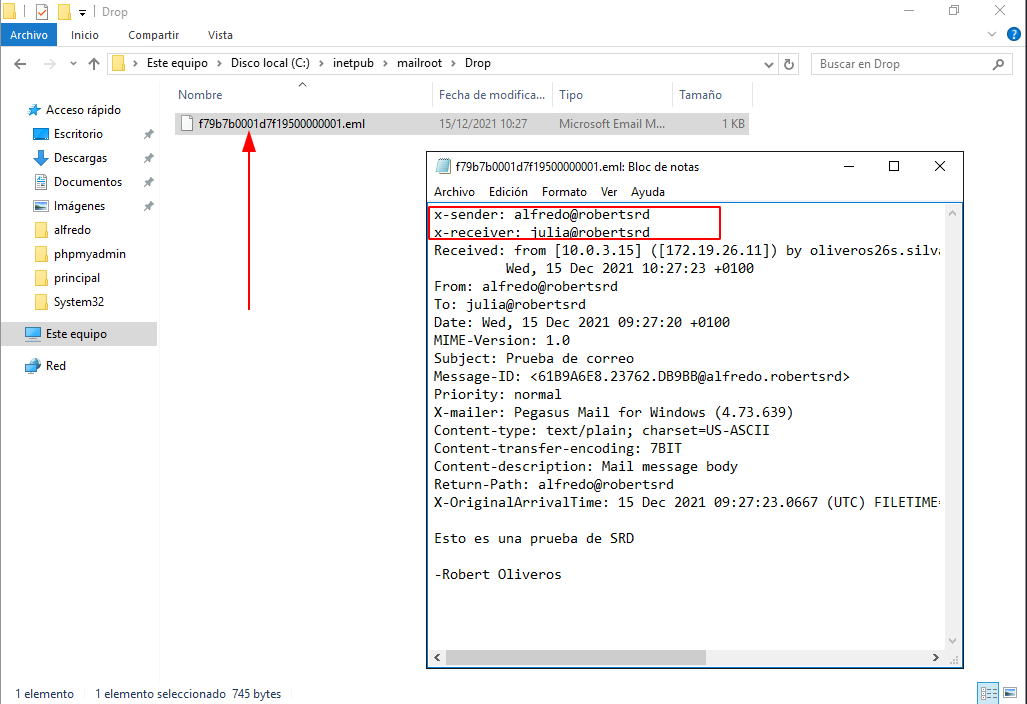 Drop
Archivo Inicio Compartir Vista
Este equipo Disco local (C:) inetpub mailroot Drop
Buscar en Drop
Nombre Fecha de modifica... Tipo Tamaño
f79b7b0001d7f19500000001.eml 15/12/2021 10:27 Microsoft Email M... 1 KB
Acceso rápido
Escritorio
Descargas
Documentos
Imágenes
alfredo
phpmyadmin
principal
System32
Este equipo
Red
f79b7b0001d7f19500000001.eml: Bloc de notas
Archivo Edición Formato Ver Ayuda
x-sender: alfredo@robertsrd
x-receiver: julia@robertsrd
Received: from [10.0.3.15] ([172.19.26.11]) by oliveros26s.silv
Wed, 15 Dec 2021 10:27:23 +0100
From: alfredo@robertsrd
To: julia@robertsrd
Date: Wed, 15 Dec 2021 09:27:20 +0100
MIME-Version: 1.0
Subject: Prueba de correo
Message-ID: <61B9A6E8.23762.DB9BB@alfredo.robertsrd>
Priority: normal
X-mailer: Pegasus Mail for Windows (4.73.639)
Content-type: text/plain; charset=US-ASCII
Content-transfer-encoding: 7BIT
Content-description: Mail message body
Return-Path: alfredo@robertsrd
X-OriginalArrivalTime: 15 Dec 2021 09:27:23.0667 (UTC) FILETIME=
Esto es una prueba de SRD
-Robert Oliveros
1 elemento 1 elemento seleccionado 745 bytes